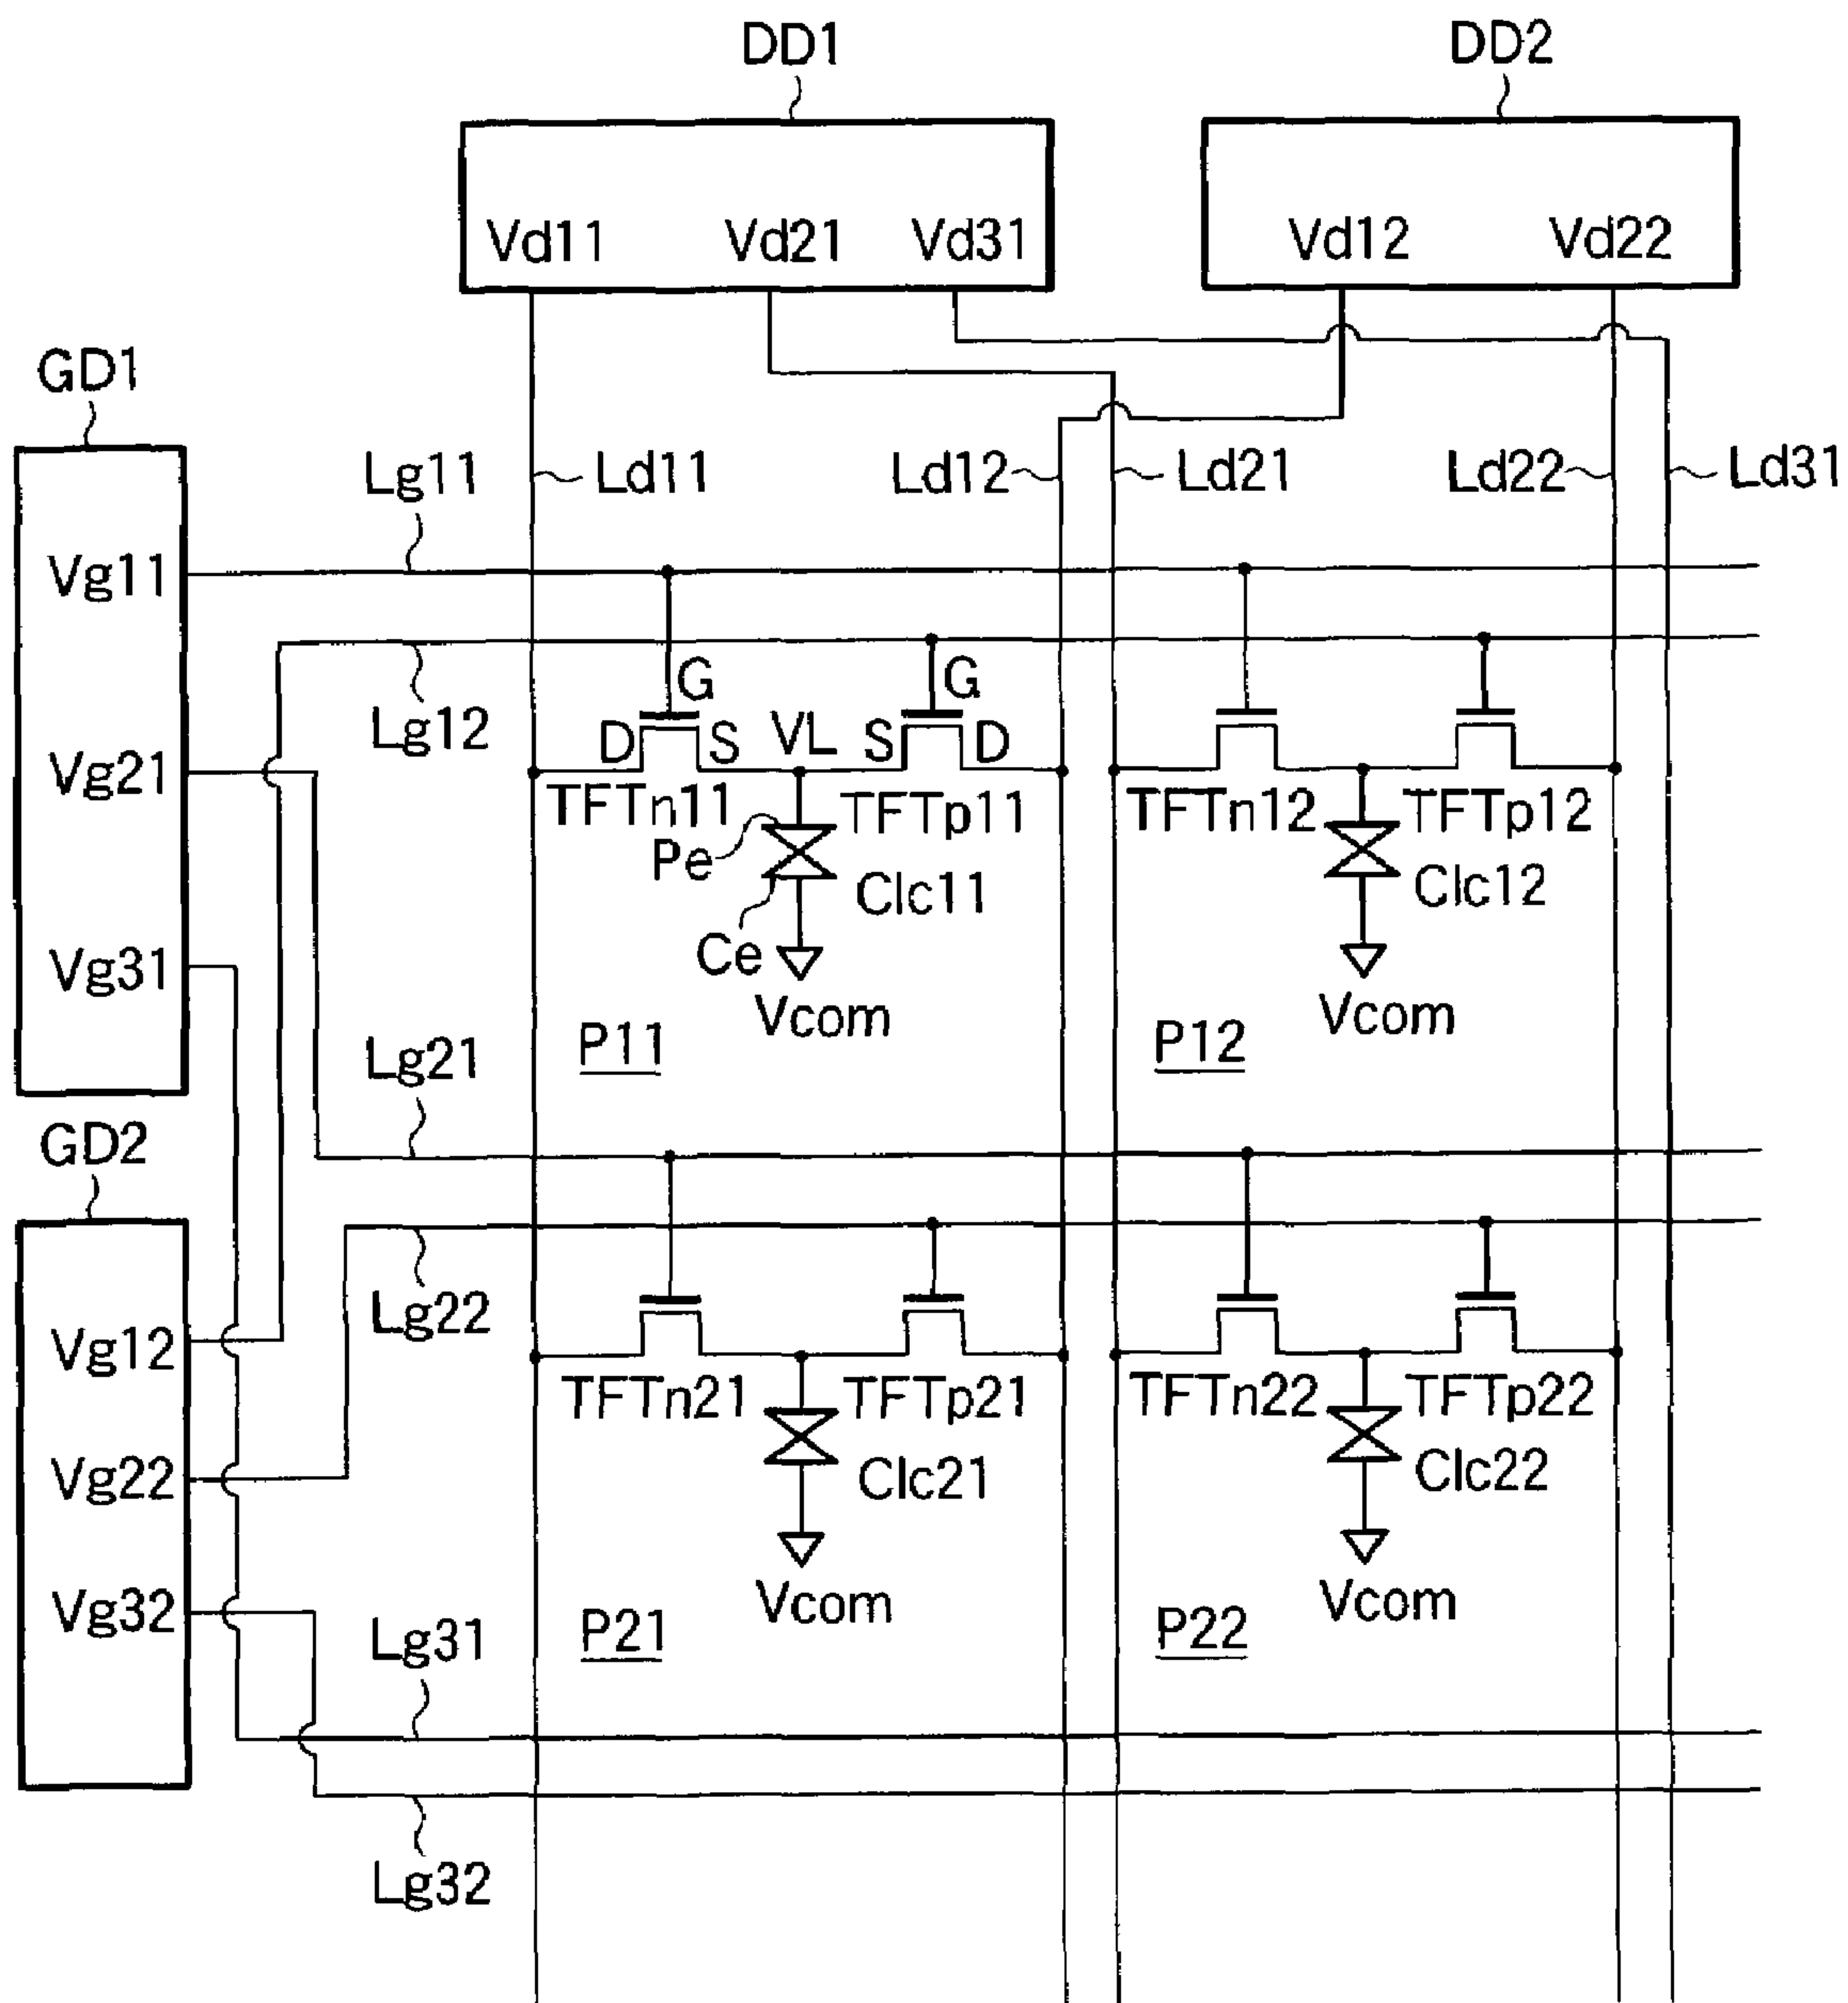 DD1 DD2
Vd11 Vd21 Vd31 Vd12 Vd22
GD1
Lg11 Ld11 Ld12 Ld21 Ld22 Ld31
Vg11
G G
Lg12
D S VL S D
Vg21
TFTn11 TFTp11 TFTn12 TFTp12
Pe
Clc11 Clc12
Ce
Vg31
Vcom Vcom
P11 P12
Lg21
GD2
Lg22
Vg12
TFTn21 TFTp21 TFTn22 TFTp22
Vg22
Clc21 Clc22
Vg32
Vcom Vcom
P21 P22
Lg31
Lg32